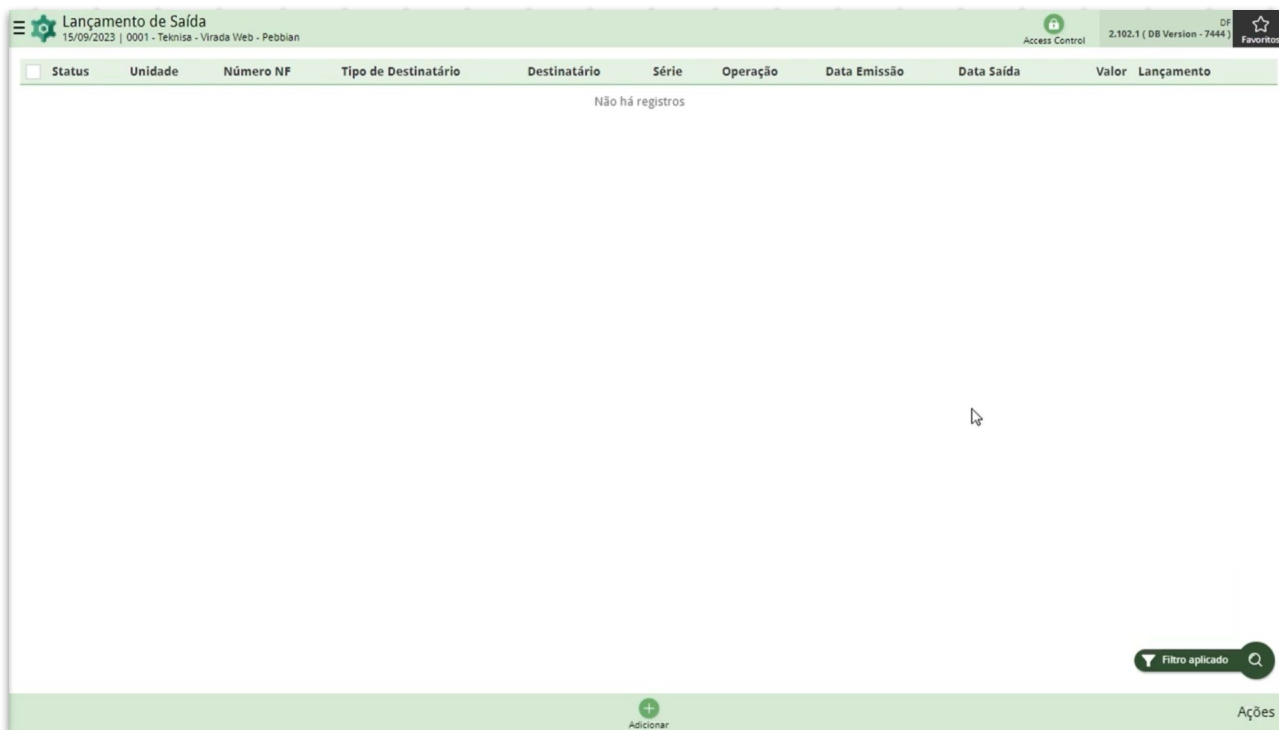 Lançamento de Saída
15/09/2023 | 0001 - Teknisa - Virada Web - Pebbian
Access Control
DF
2.102.1 ( DB Version - 7444 )
Favoritos
Status Unidade Número NF Tipo de Destinatário Destinatário Série Operação Data Emissão Data Saída Valor Lançamento
Não há registros
Filtro aplicado
Adicionar
Ações